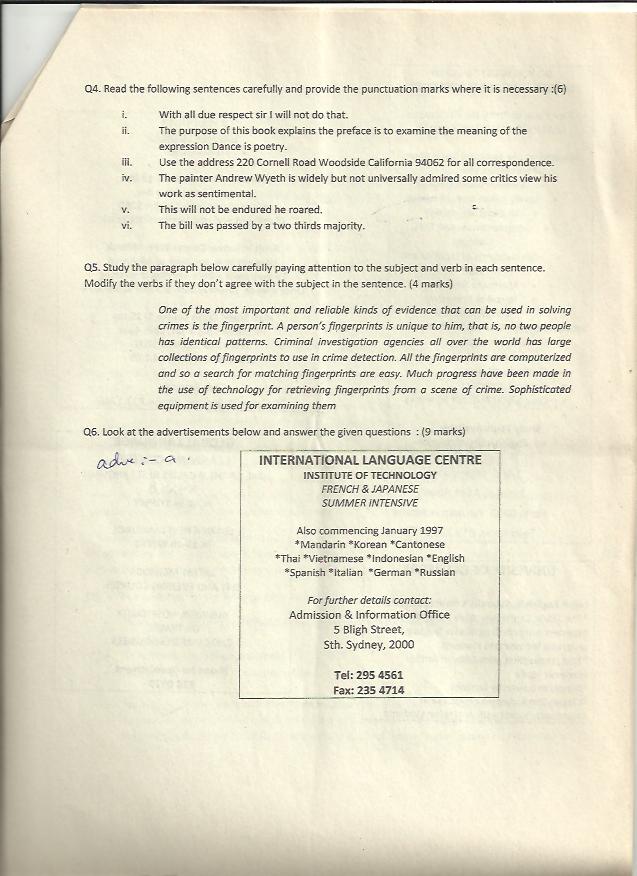 Q4. Read the following sentences carefully and provide the punctuation marks where it is necessary :(6)
i. With all due respect sir I will not do that.
ii. The purpose of this book explains the preface is to examine the meaning of the
expression Dance is poetry.
iii. Use the address 220 Cornell Road Woodside California 94062 for all correspondence.
iv. The painter Andrew Wyeth is widely but not universally admired some critics view his
work as sentimental.
v. This will not be endured he roared.
vi. The bill was passed by a two thirds majority.
Q5. Study the paragraph below carefully paying attention to the subject and verb in each sentence.
Modify the verbs if they don't agree with the subject in the sentence. (4 marks)
One of the most important and reliable kinds of evidence that can be used in solving
crimes is the fingerprint. A person's fingerprints is unique to him, that is, no two people
has identical patterns. Criminal investigation agencies all over the world has large
collections of fingerprints to use in crime detection. All the fingerprints are computerized
and so a search for matching fingerprints are easy. Much progress have been made in
the use of technology for retrieving fingerprints from a scene of crime. Sophisticated
equipment is used for examining them
Q6. Look at the advertisements below and answer the given questions : (9 marks)
adve :- a .
INTERNATIONAL LANGUAGE CENTRE
INSTITUTE OF TECHNOLOGY
FRENCH & JAPANESE
SUMMER INTENSIVE
Also commencing January 1997
*Mandarin *Korean *Cantonese
*Thai *Vietnamese *Indonesian *English
*Spanish *Italian *German *Russian
For further details contact:
Admission & Information Office
5 Bligh Street,
Sth. Sydney, 2000
Tel: 295 4561
Fax: 235 4714